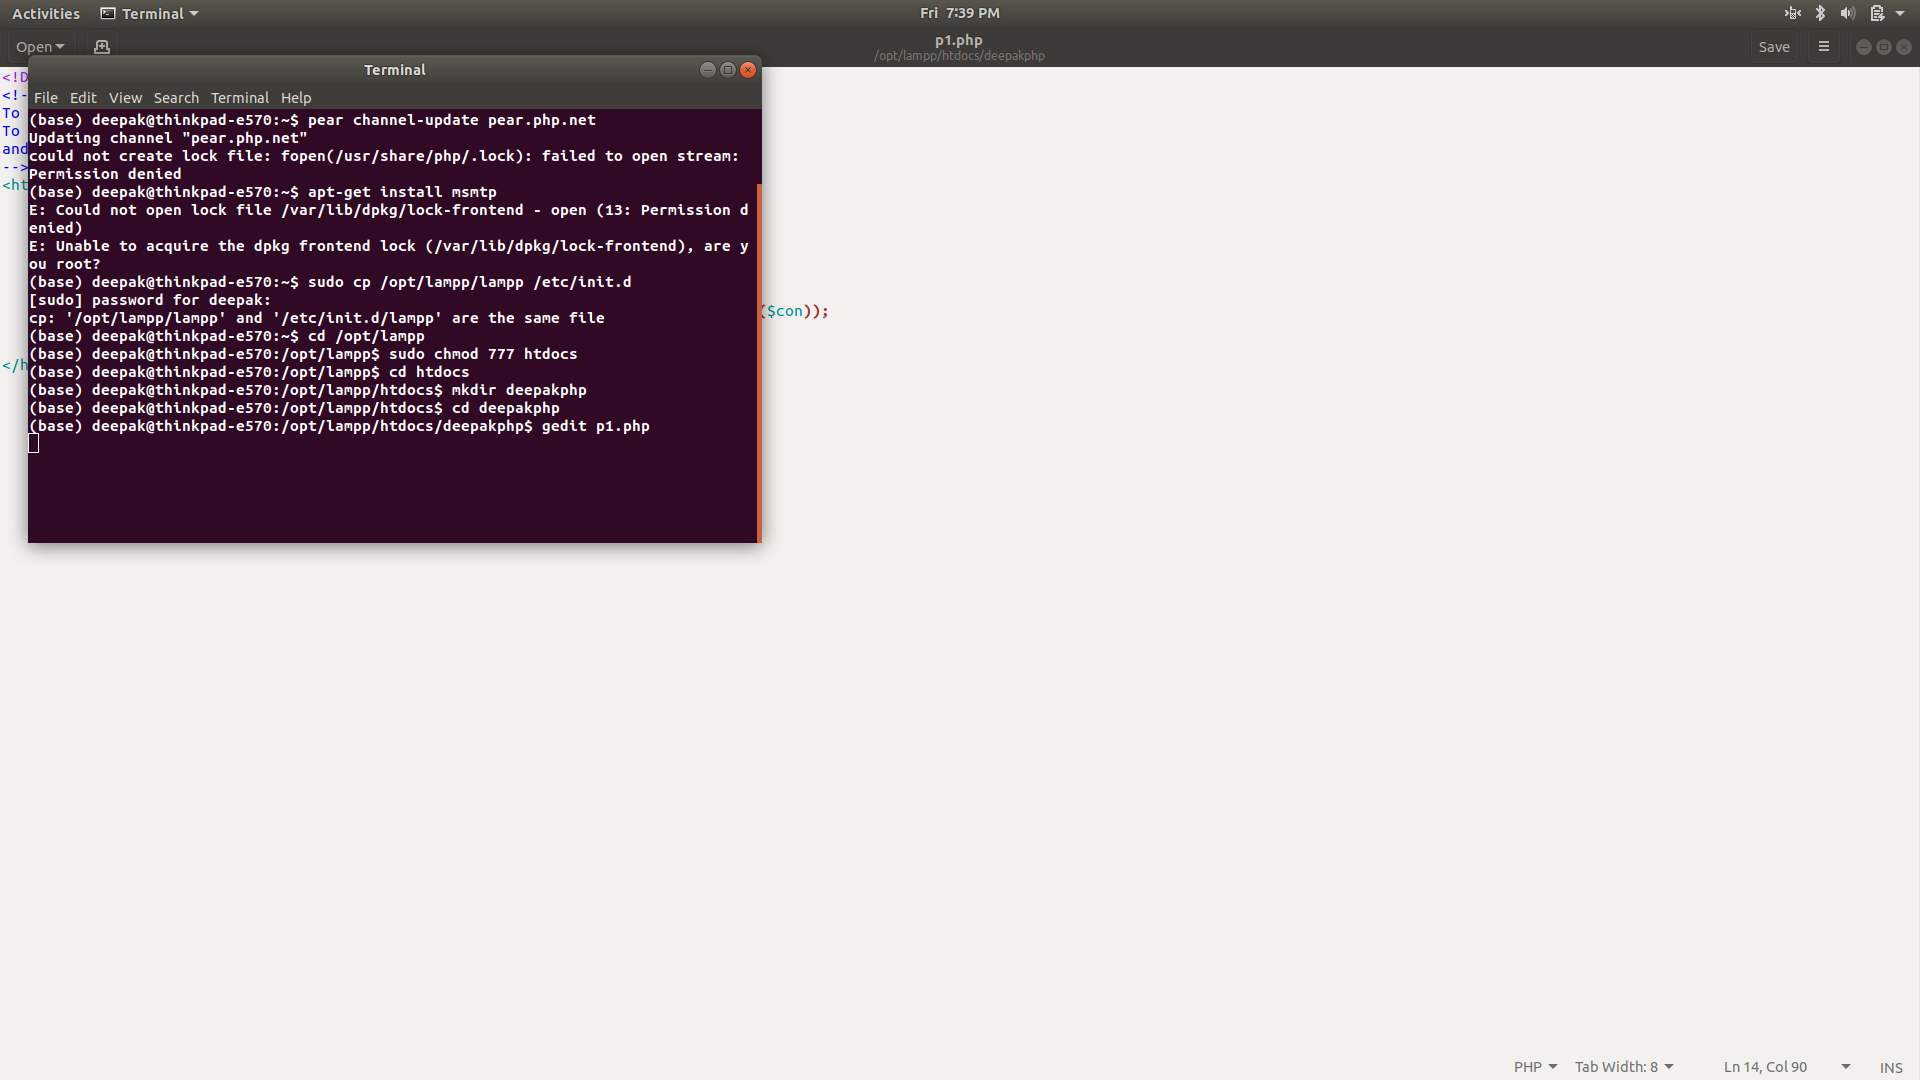 Activities Terminal Fri 7:39 PM
Open p1.php Save
/opt/lampp/htdocs/deepakphp
Terminal
File Edit View Search Terminal Help
(base) deepak@thinkpad-e570:~$ pear channel-update pear.php.net
Updating channel "pear.php.net"
could not create lock file: fopen(/usr/share/php/.lock): failed to open stream:
Permission denied
(base) deepak@thinkpad-e570:~$ apt-get install msmtp
E: Could not open lock file /var/lib/dpkg/lock-frontend - open (13: Permission d
enied)
E: Unable to acquire the dpkg frontend lock (/var/lib/dpkg/lock-frontend), are y
ou root?
(base) deepak@thinkpad-e570:~$ sudo cp /opt/lampp/lampp /etc/init.d
[sudo] password for deepak:
cp: '/opt/lampp/lampp' and '/etc/init.d/lampp' are the same file
(base) deepak@thinkpad-e570:~$ cd /opt/lampp
(base) deepak@thinkpad-e570:/opt/lampp$ sudo chmod 777 htdocs
(base) deepak@thinkpad-e570:/opt/lampp$ cd htdocs
(base) deepak@thinkpad-e570:/opt/lampp/htdocs$ mkdir deepakphp
(base) deepak@thinkpad-e570:/opt/lampp/htdocs$ cd deepakphp
(base) deepak@thinkpad-e570:/opt/lampp/htdocs/deepakphp$ gedit p1.php
<!D
<!-
To
To
and
-->
<ht
($con));
</h
PHP Tab Width: 8 Ln 14, Col 90 INS